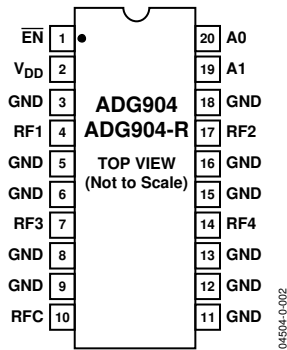 EN 1 20 A0
VDD 2 19 A1
GND 3 18 GND
RF1 4 17 RF2
GND 5 16 GND
GND 6 15 GND
RF3 7 14 RF4
GND 8 13 GND
GND 9 12 GND
RFC 10 11 GND
ADG904
ADG904-R
TOP VIEW
(Not to Scale)
04504-0-002